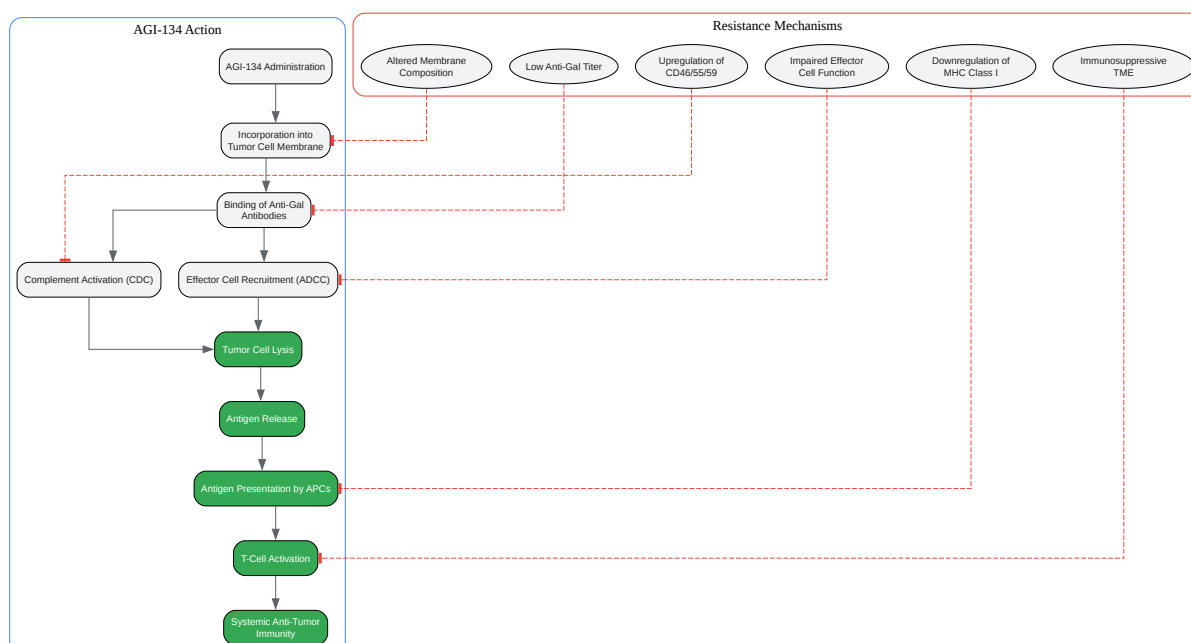 AGI-134 Action
Resistance Mechanisms
AGI-134 Administration
Altered Membrane
Composition
Low Anti-Gal Titer
Upregulation of
CD46/55/59
Impaired Effector
Cell Function
Downregulation of
MHC Class I
Immunosuppressive
TME
Incorporation into
Tumor Cell Membrane
Binding of Anti-Gal
Antibodies
Complement Activation (CDC)
Effector Cell Recruitment (ADCC)
Tumor Cell Lysis
Antigen Release
Antigen Presentation by APCs
T-Cell Activation
Systemic Anti-Tumor
Immunity